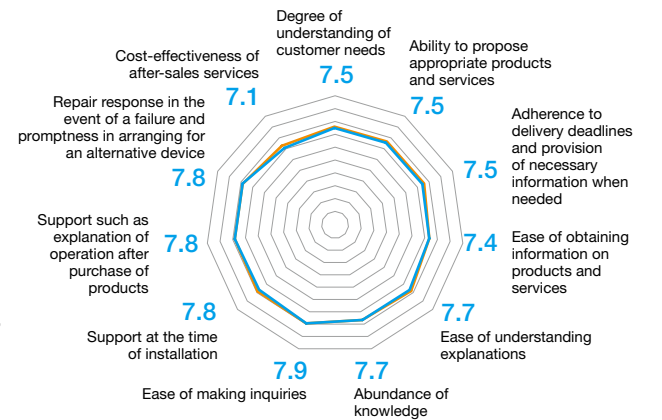 Degree of
understanding of
customer needs
7.5
Ability to propose
appropriate products
and services
7.5
Adherence to
delivery deadlines
and provision
of necessary
information when
needed
7.5
Ease of obtaining
information on
products and
services
7.4
Ease of understanding
explanations
7.7
Abundance of
knowledge
7.7
Ease of making inquiries
7.9
Support at the time
of installation
7.8
Support such as
explanation of
operation after
purchase of
products
7.8
Repair response in the
event of a failure and
promptness in arranging for
an alternative device
7.8
Cost-effectiveness of
after-sales services
7.1